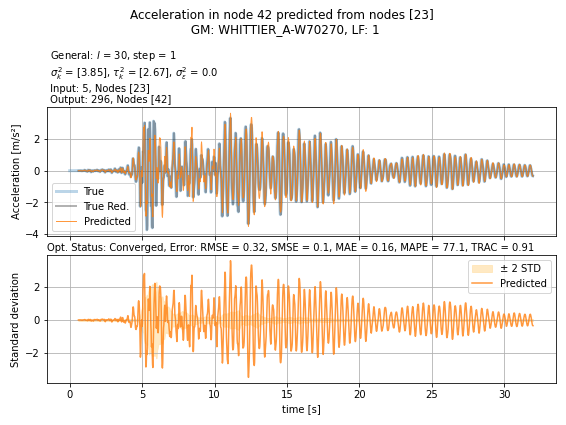 Acceleration in node 42 predicted from nodes [23]
GM: WHITTIER_A-W70270, LF: 1
General: l = 30, step = 1
σ²ₖ = [3.85], τ²ₖ = [2.67], σ²ε = 0.0
Input: 5, Nodes [23]
Output: 296, Nodes [42]
Acceleration [m/s²]
2
0
−2
−4
True
True Red.
Predicted
Opt. Status: Converged, Error: RMSE = 0.32, SMSE = 0.1, MAE = 0.16, MAPE = 77.1, TRAC = 0.91
Standard deviation
2
0
−2
± 2 STD
Predicted
0 5 10 15 20 25 30
time [s]